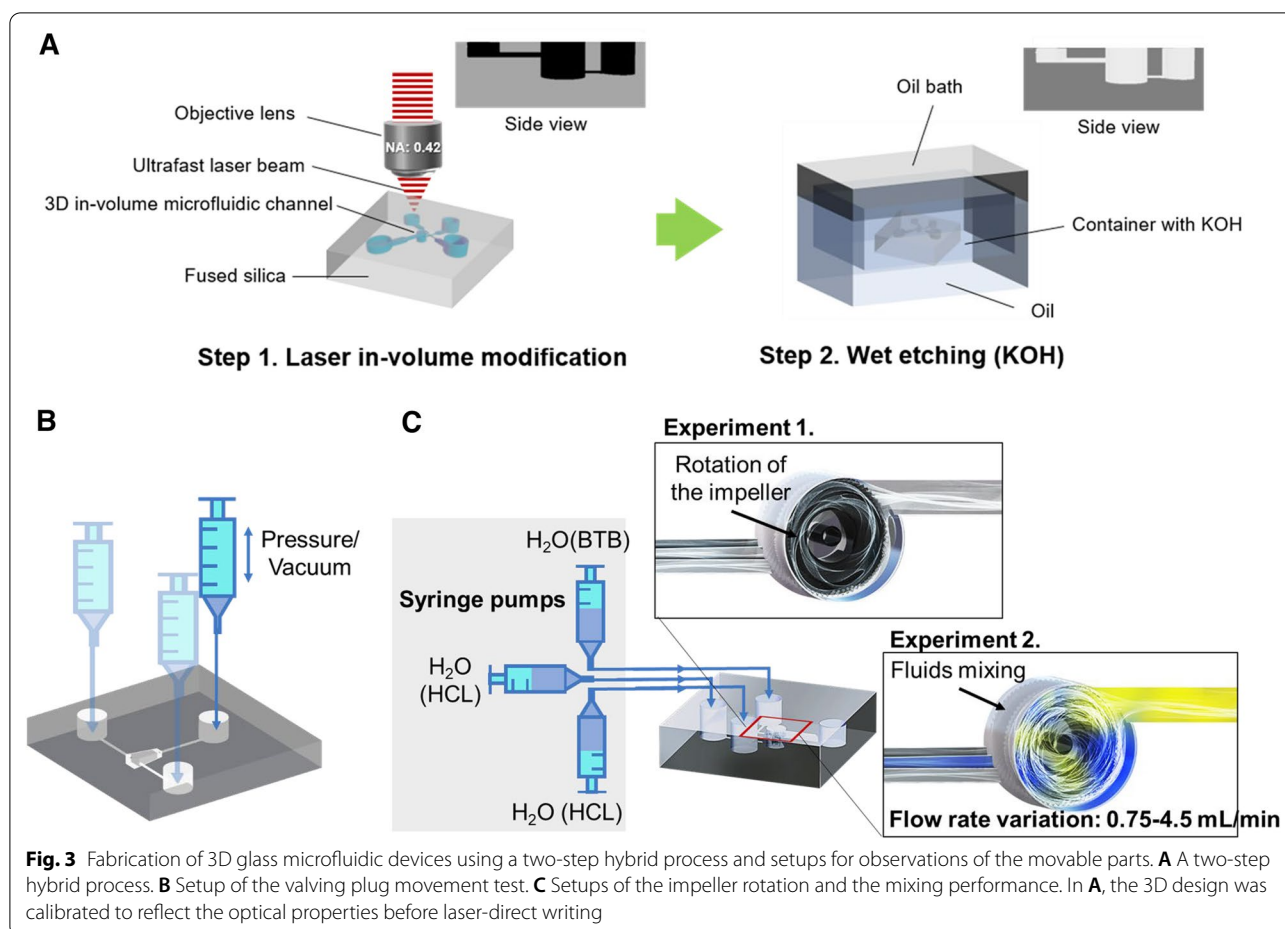 A
Objective lens
NA: 0.42
Ultrafast laser beam
3D in-volume microfluidic channel
Fused silica
Side view
Step 1. Laser in-volume modification
Oil bath
Side view
Container with KOH
Oil
Step 2. Wet etching (KOH)
B
Pressure/
Vacuum
C
H₂O(BTB)
Syringe pumps
H₂O
(HCL)
H₂O (HCL)
Experiment 1.
Rotation of
the impeller
Experiment 2.
Fluids mixing
Flow rate variation: 0.75-4.5 mL/min
Fig. 3 Fabrication of 3D glass microfluidic devices using a two-step hybrid process and setups for observations of the movable parts. A A two-step
hybrid process. B Setup of the valving plug movement test. C Setups of the impeller rotation and the mixing performance. In A, the 3D design was
calibrated to reflect the optical properties before laser-direct writing